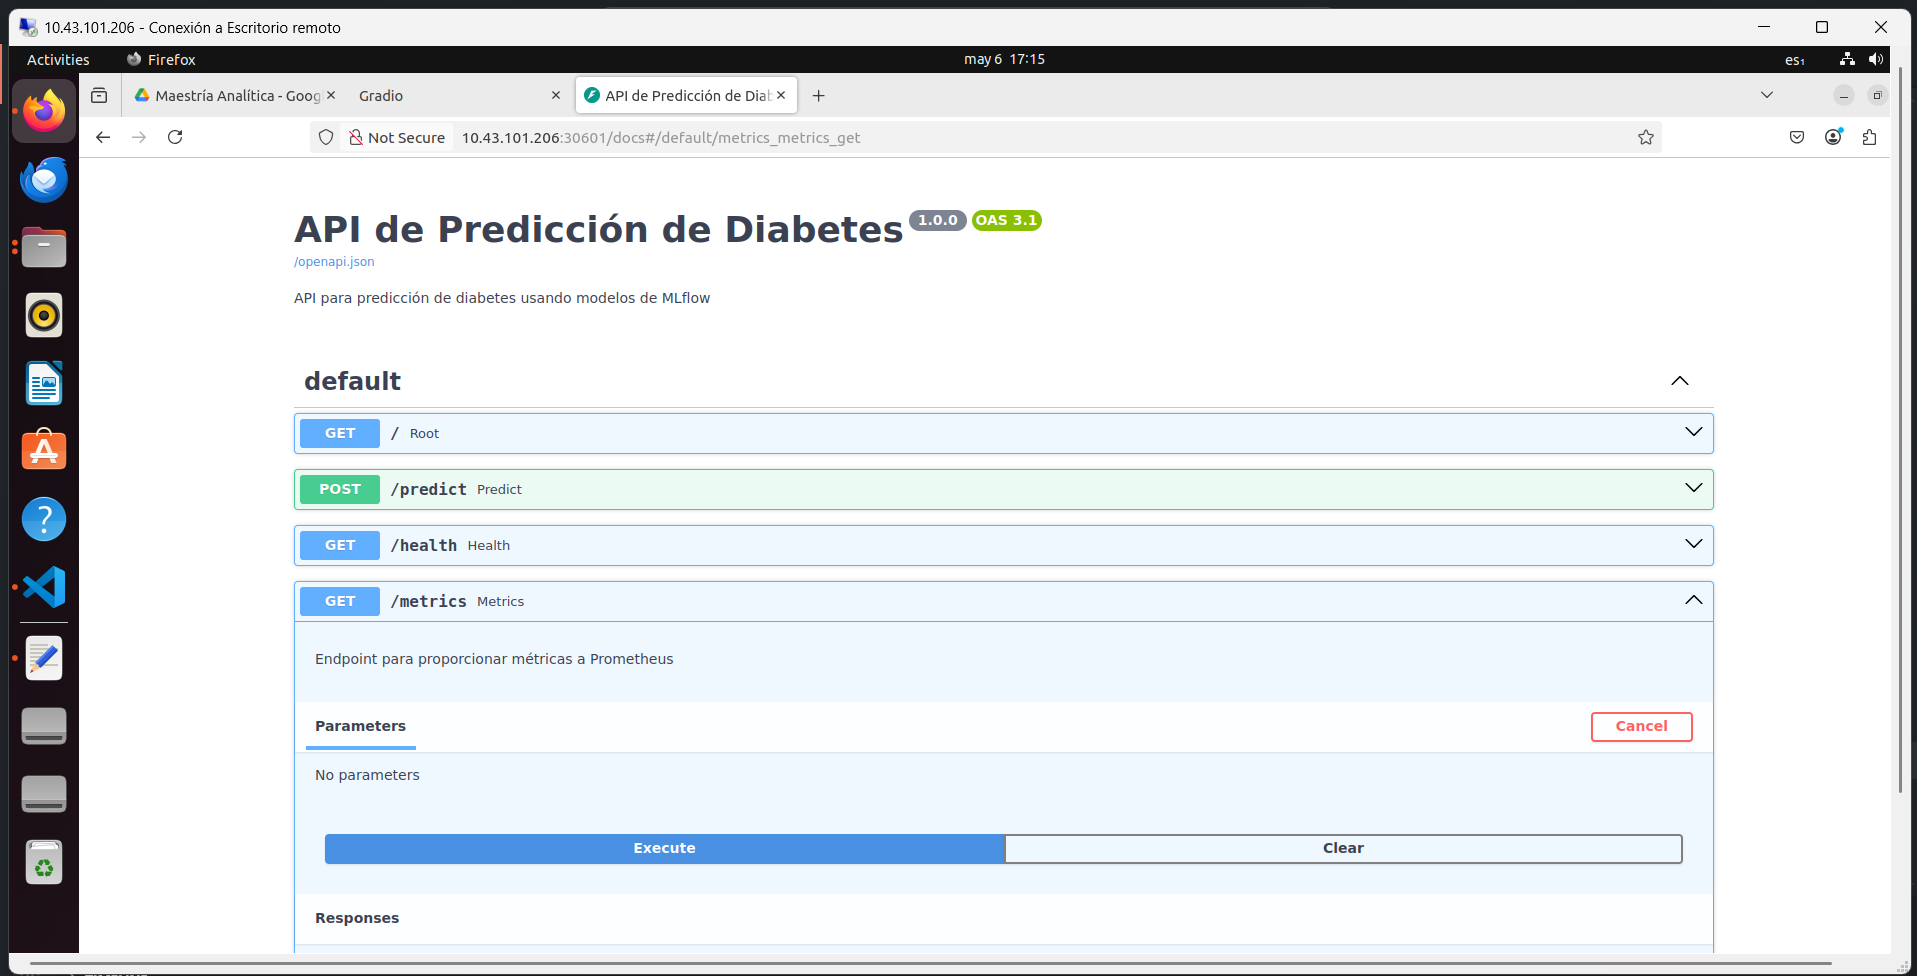 10.43.101.206 - Conexión a Escritorio remoto
Activities Firefox may 6 17:15 es₁
Maestría Analítica - Goog Gradio API de Predicción de Diab
Not Secure 10.43.101.206:30601/docs#/default/metrics_metrics_get
API de Predicción de Diabetes 1.0.0 OAS 3.1
/openapi.json
API para predicción de diabetes usando modelos de MLflow
default
GET / Root
POST /predict Predict
GET /health Health
GET /metrics Metrics
Endpoint para proporcionar métricas a Prometheus
Parameters Cancel
No parameters
Execute Clear
Responses